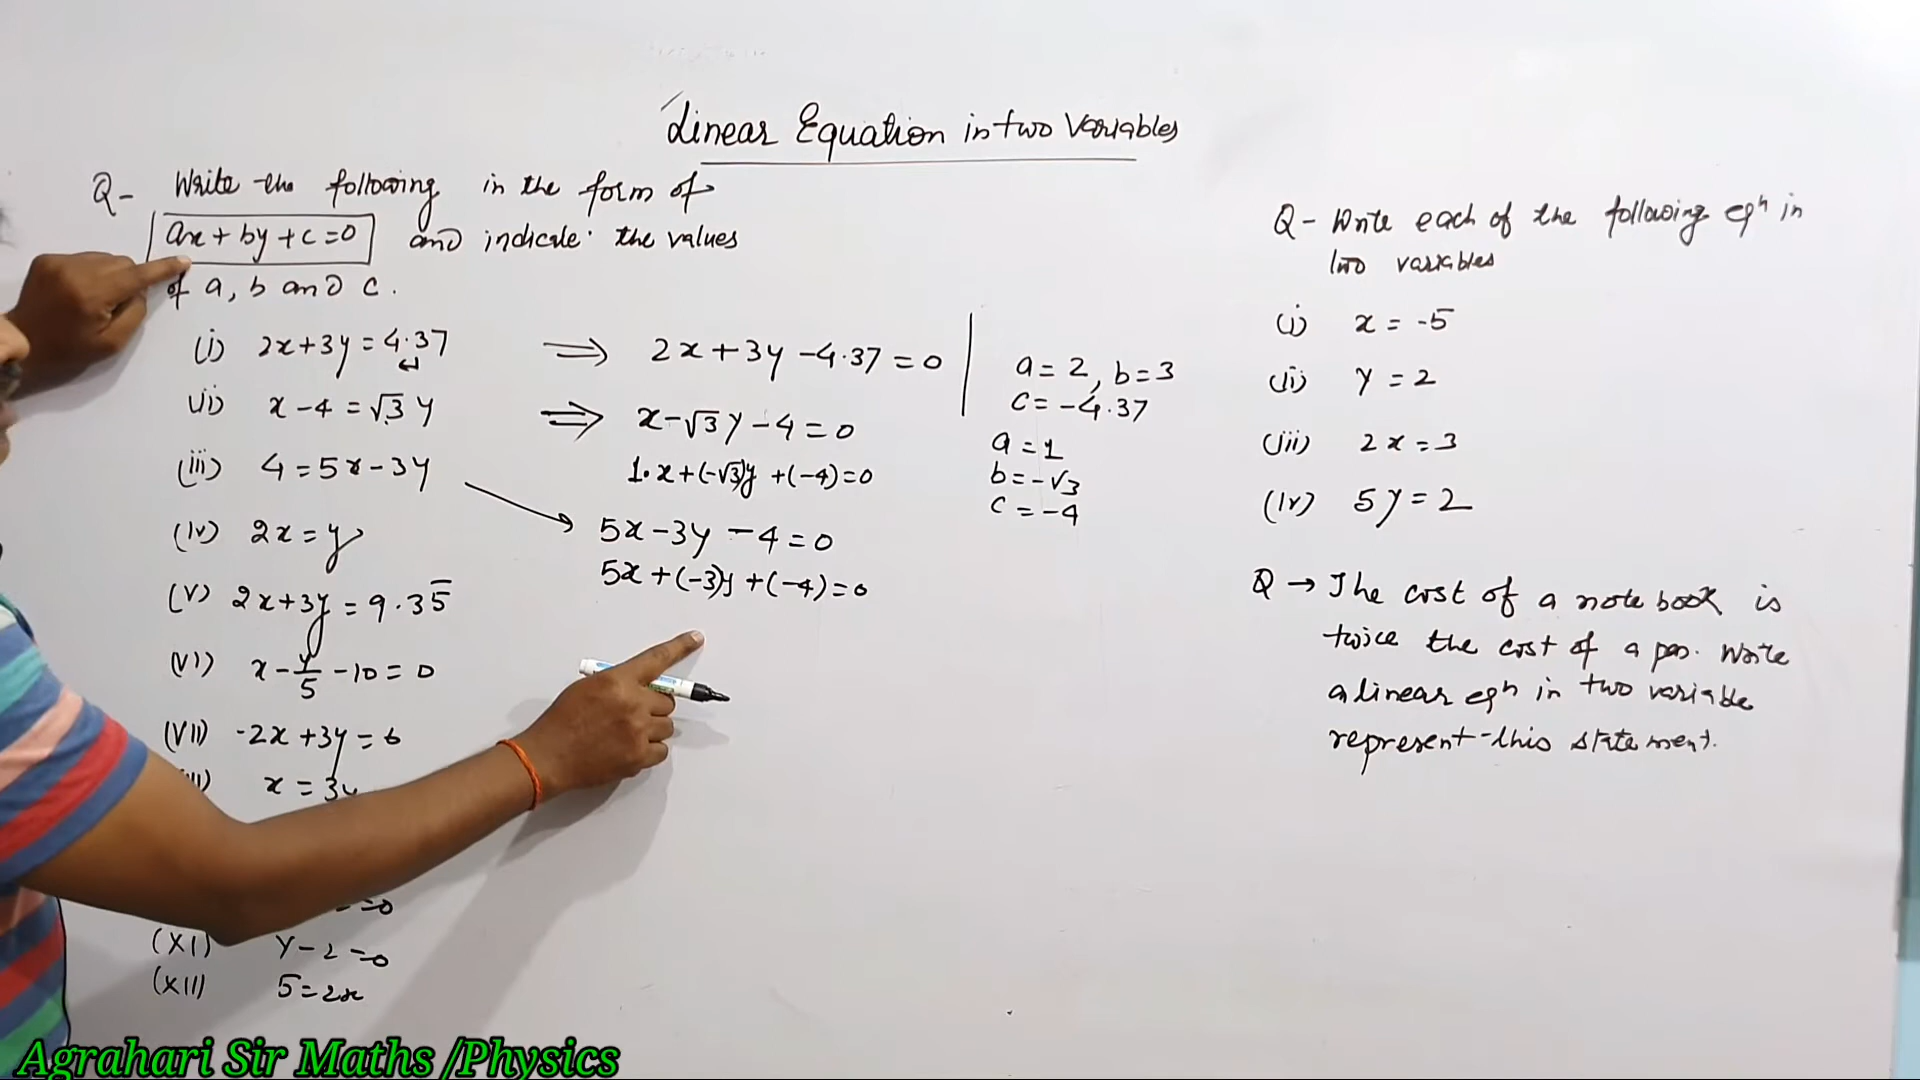 Linear Equation in two Variables
Q- Write the following in the form of
ax + by + c = 0 and indicate the values
of a, b and c.
(i) 2x+3y = 4.37 ⇒ 2x + 3y - 4.37 = 0
a = 2, b = 3
c = -4.37
(ii) x - 4 = √3 y ⇒ x - √3 y - 4 = 0
1.x + (-√3)y + (-4) = 0
a = 1
b = -√3
c = -4
(iii) 4 = 5x - 3y → 5x - 3y - 4 = 0
5x + (-3)y + (-4) = 0
(iv) 2x = y
(v) 2x+3y = 9.35̅
(vi) x - y/5 - 10 = 0
(VII) -2x + 3y = 6
x = 3y
= 0
(XI) y - 2 = 0
(XII) 5 = 2x
Q- Write each of the following eqn in
two variables
(i) x = -5
(ii) y = 2
(iii) 2x = 3
(iv) 5y = 2
Q → The cost of a note book is
twice the cost of a pen. Write
a linear eqn in two variable
represent this statement.
Agrahari Sir Maths /Physics